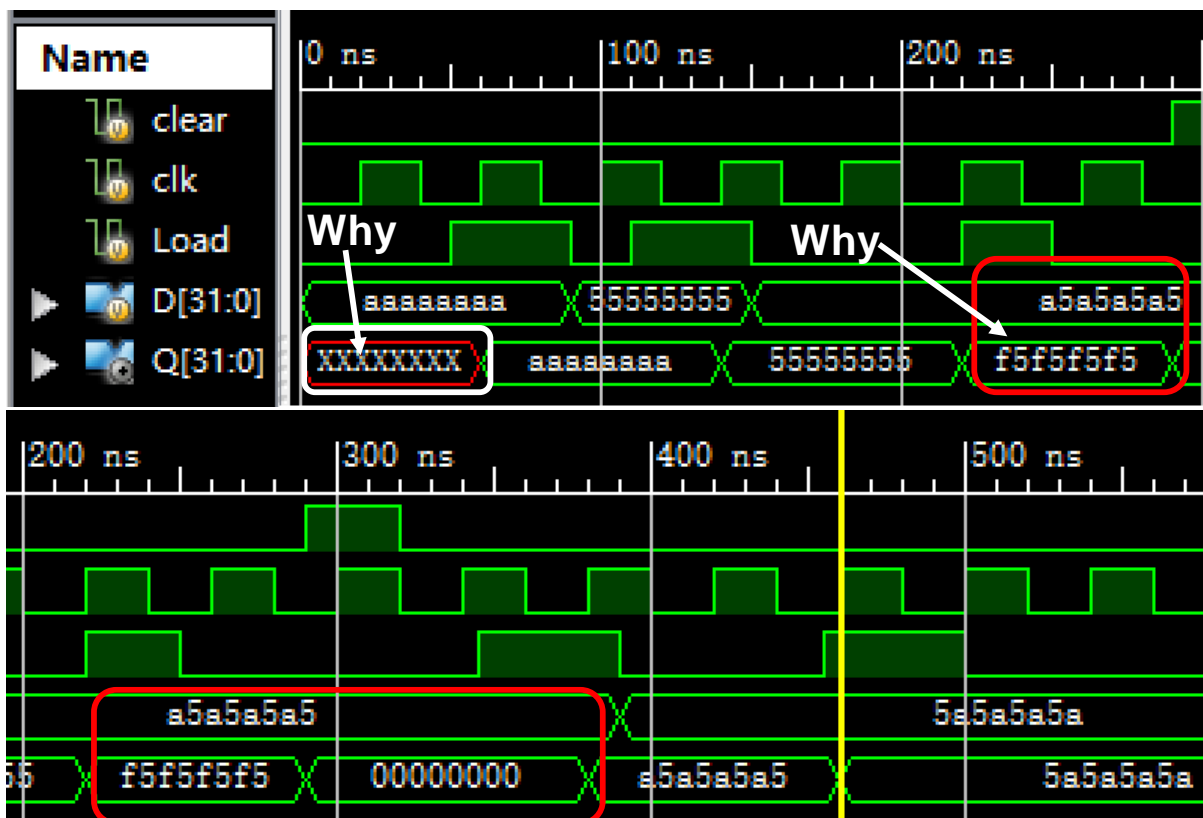 Name
0 ns 100 ns 200 ns
clear
clk
Load
Why Why
D[31:0] aaaaaaaa 55555555 a5a5a5a5
Q[31:0] XXXXXXXX aaaaaaaa 55555555 f5f5f5f5
200 ns 300 ns 400 ns 500 ns
a5a5a5a5 5a5a5a5a
55 f5f5f5f5 00000000 a5a5a5a5 5a5a5a5a